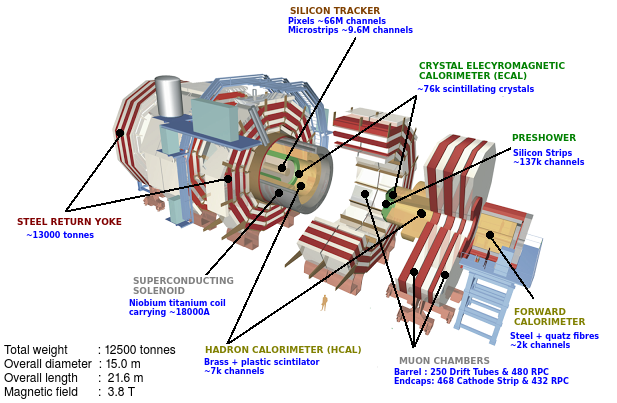 SILICON TRACKER
Pixels ~66M channels
Microstrips ~9.6M channels
CRYSTAL ELECYROMAGNETIC
CALORIMETER (ECAL)
~76k scintillating crystals
PRESHOWER
Silicon Strips
~137k channels
STEEL RETURN YOKE
~13000 tonnes
SUPERCONDUCTING
SOLENOID
Niobium titanium coil
carrying ~18000A
HADRON CALORIMETER (HCAL)
Brass + plastic scintilator
~7k channels
FORWARD
CALORIMETER
Steel + quatz fibres
~2k channels
MUON CHAMBERS
Barrel : 250 Drift Tubes & 480 RPC
Endcaps: 468 Cathode Strip & 432 RPC
Total weight : 12500 tonnes
Overall diameter : 15.0 m
Overall length : 21.6 m
Magnetic field : 3.8 T